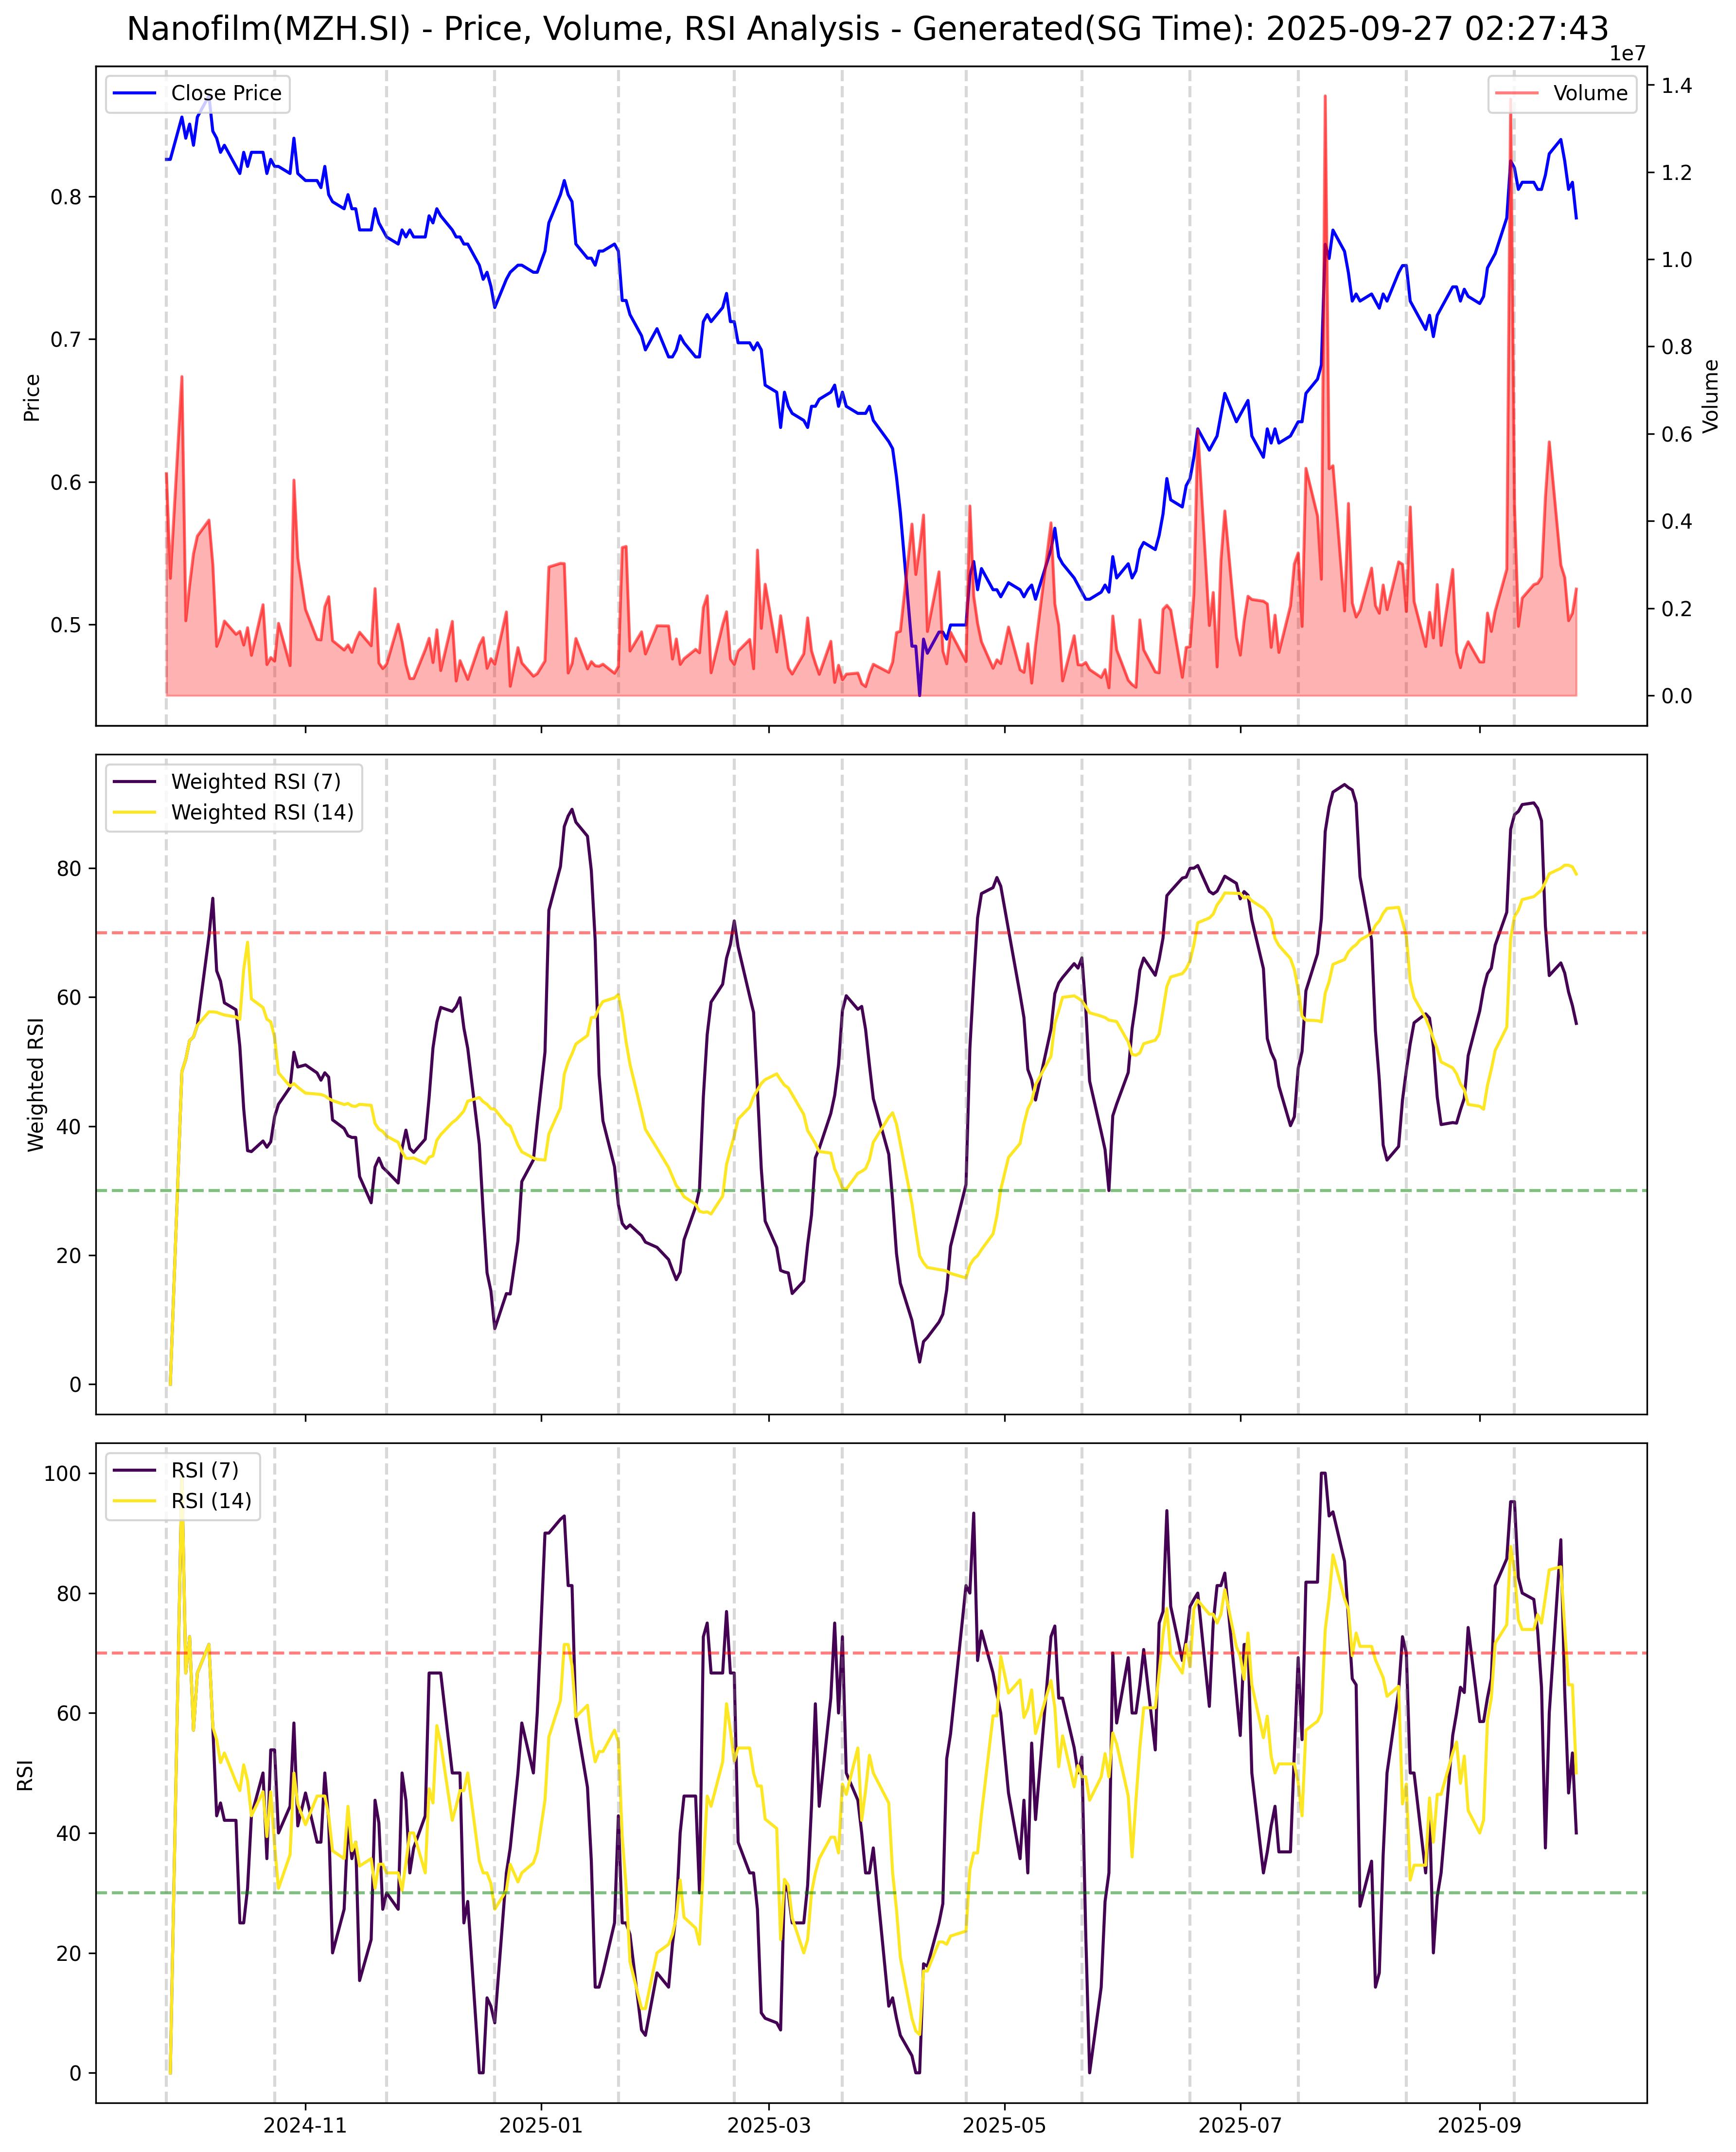 Nanofilm(MZH.SI) - Price, Volume, RSI Analysis - Generated(SG Time): 2025-09-27 02:27:43
1e7
Close Price
Volume
1.4
1.2
1.0
0.8
0.6
0.4
0.2
0.0
0.8
0.7
0.6
0.5
Price
Volume
Weighted RSI (7)
Weighted RSI (14)
80
60
40
20
0
Weighted RSI
RSI (7)
RSI (14)
100
80
60
40
20
0
RSI
2024-11
2025-01
2025-03
2025-05
2025-07
2025-09